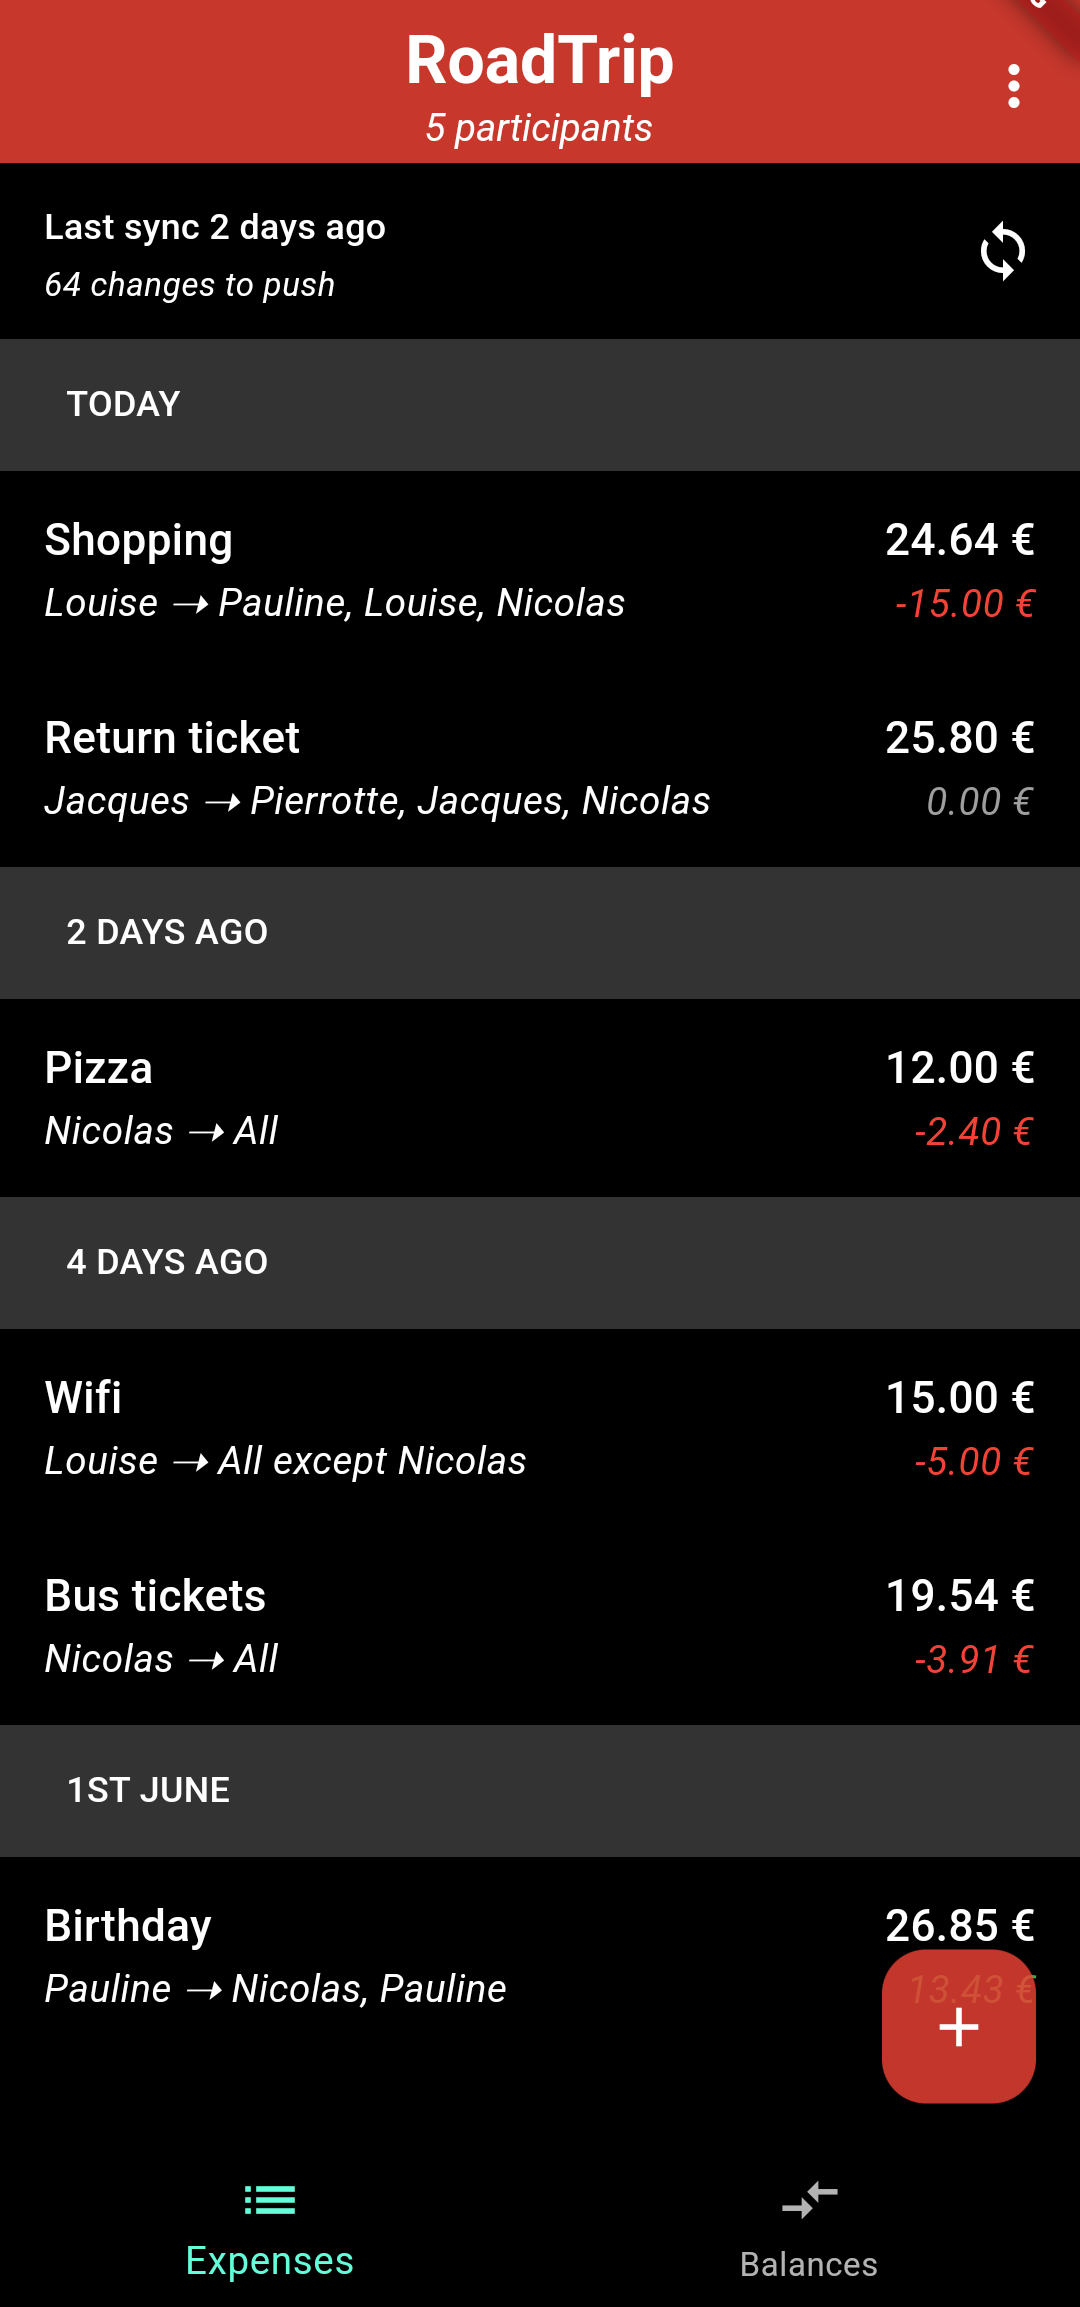 RoadTrip
5 participants
Last sync 2 days ago
64 changes to push
TODAY
Shopping 24.64 €
Louise → Pauline, Louise, Nicolas -15.00 €
Return ticket 25.80 €
Jacques → Pierrotte, Jacques, Nicolas 0.00 €
2 DAYS AGO
Pizza 12.00 €
Nicolas → All -2.40 €
4 DAYS AGO
Wifi 15.00 €
Louise → All except Nicolas -5.00 €
Bus tickets 19.54 €
Nicolas → All -3.91 €
1ST JUNE
Birthday 26.85 €
Pauline → Nicolas, Pauline 13.43 €
Expenses Balances